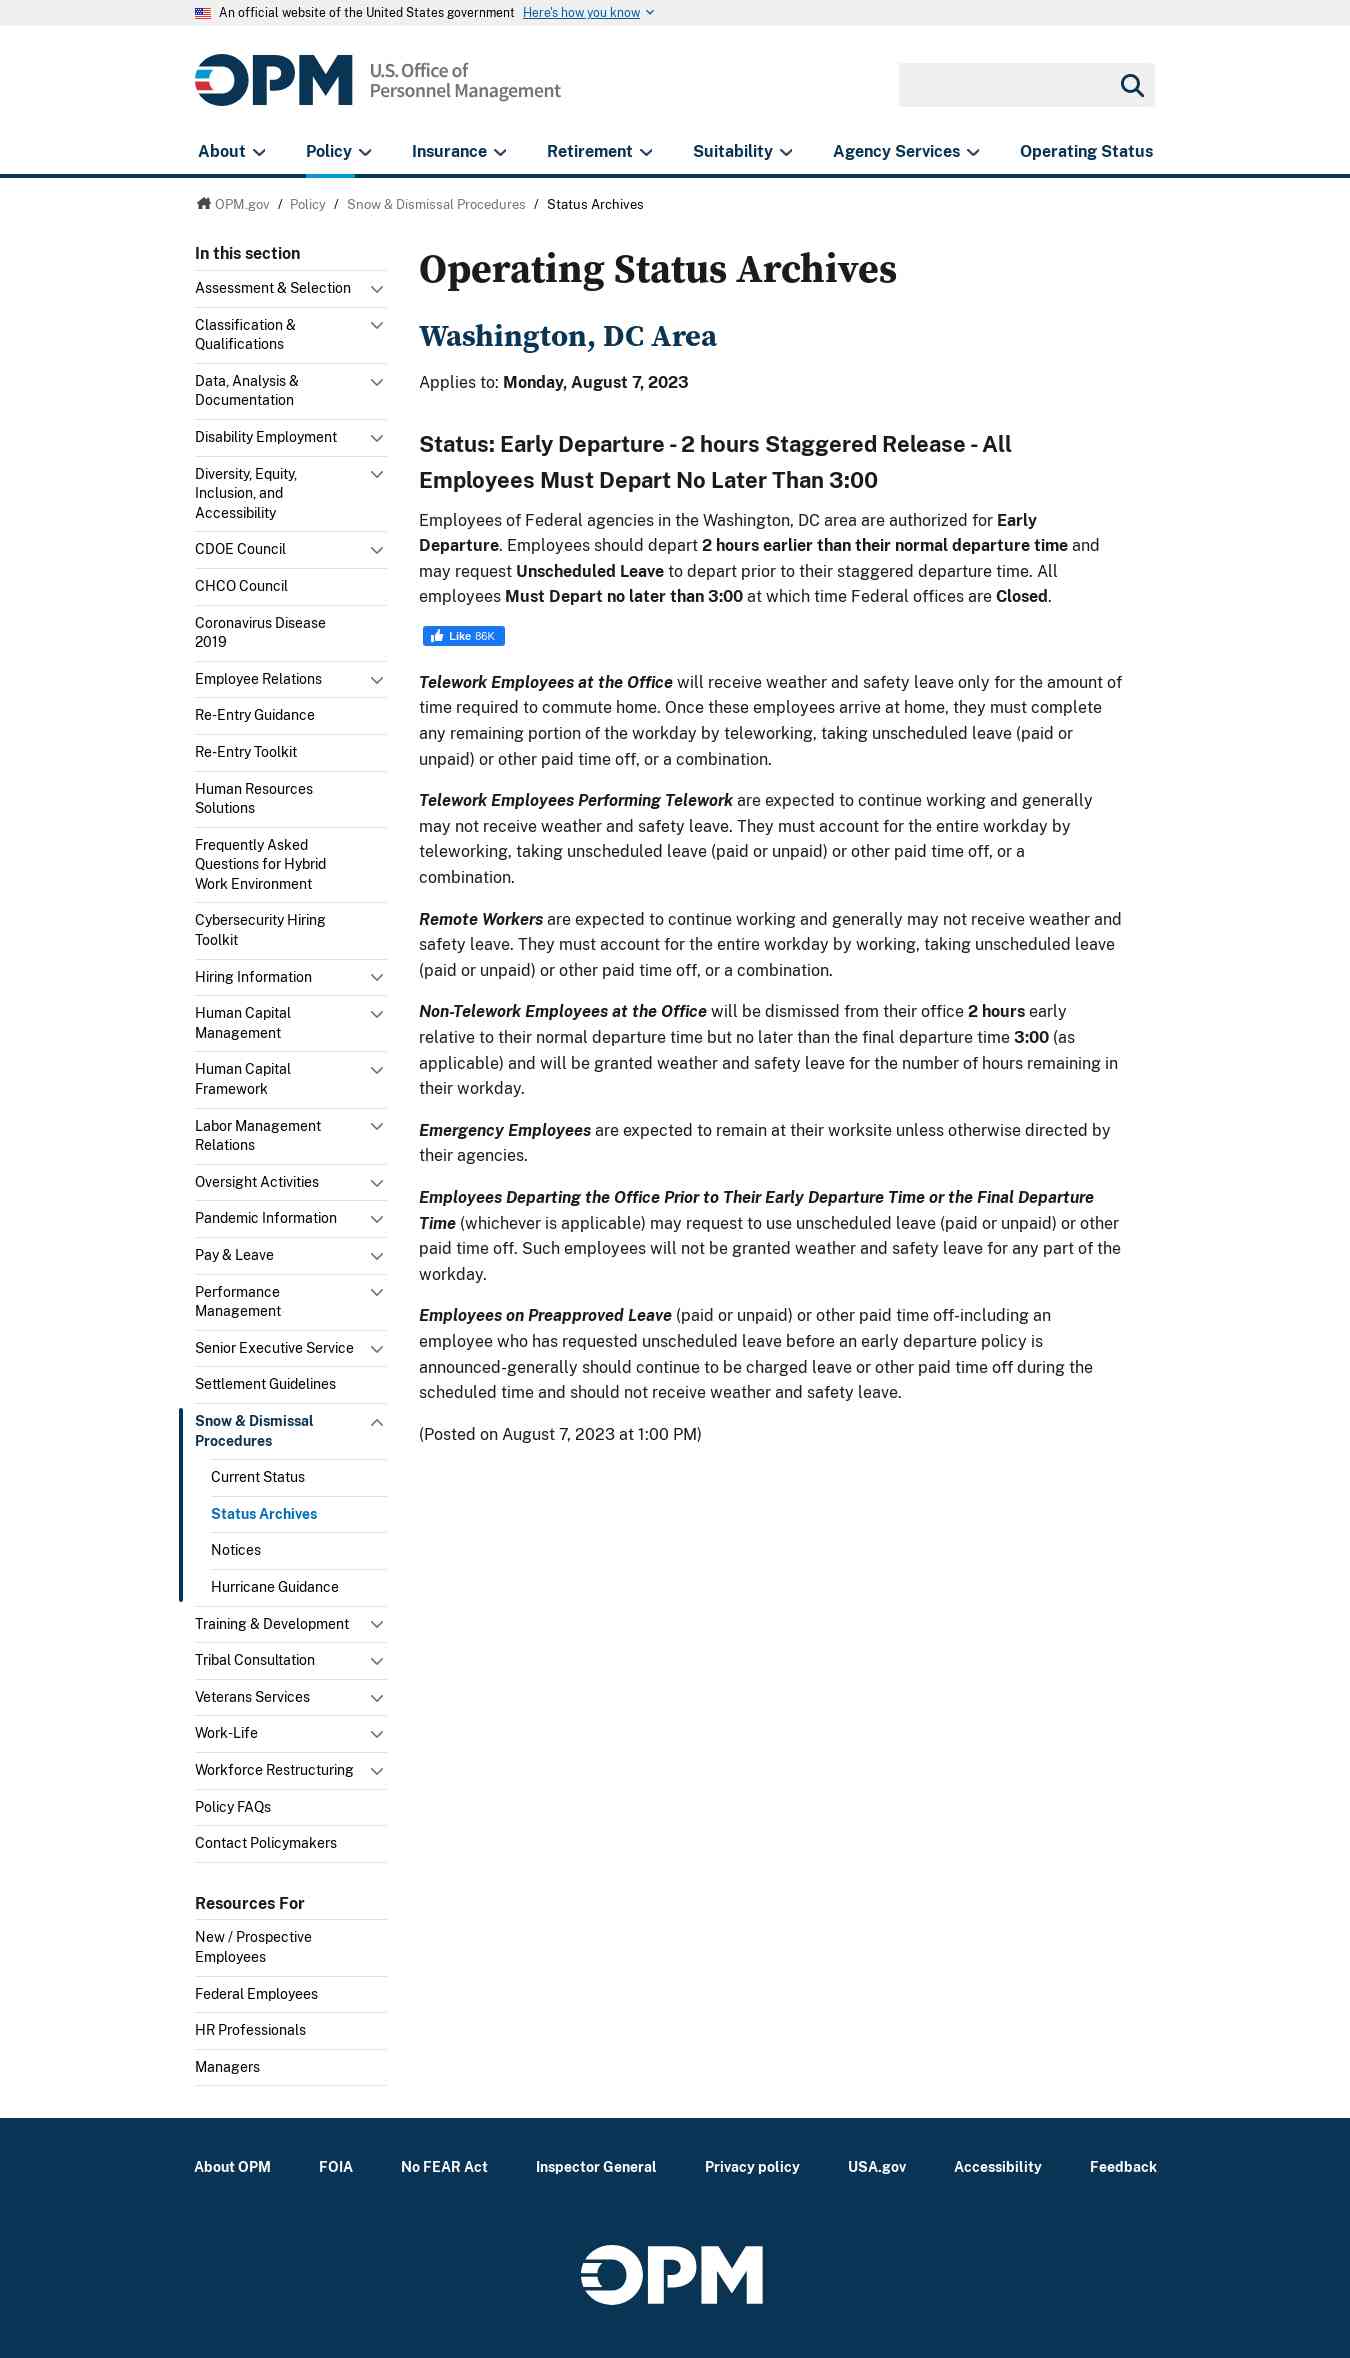 An official website of the United States government Here's how you know
OPM U.S. Office of
Personnel Management
About Policy Insurance Retirement Suitability Agency Services Operating Status
OPM.gov / Policy / Snow & Dismissal Procedures / Status Archives
In this section
Assessment & Selection
Classification &
Qualifications
Data, Analysis &
Documentation
Disability Employment
Diversity, Equity,
Inclusion, and
Accessibility
CDOE Council
CHCO Council
Coronavirus Disease
2019
Employee Relations
Re-Entry Guidance
Re-Entry Toolkit
Human Resources
Solutions
Frequently Asked
Questions for Hybrid
Work Environment
Cybersecurity Hiring
Toolkit
Hiring Information
Human Capital
Management
Human Capital
Framework
Labor Management
Relations
Oversight Activities
Pandemic Information
Pay & Leave
Performance
Management
Senior Executive Service
Settlement Guidelines
Snow & Dismissal
Procedures
Current Status
Status Archives
Notices
Hurricane Guidance
Training & Development
Tribal Consultation
Veterans Services
Work-Life
Workforce Restructuring
Policy FAQs
Contact Policymakers
Resources For
New / Prospective
Employees
Federal Employees
HR Professionals
Managers
Operating Status Archives
Washington, DC Area
Applies to: Monday, August 7, 2023
Status: Early Departure - 2 hours Staggered Release - All
Employees Must Depart No Later Than 3:00
Employees of Federal agencies in the Washington, DC area are authorized for Early
Departure. Employees should depart 2 hours earlier than their normal departure time and
may request Unscheduled Leave to depart prior to their staggered departure time. All
employees Must Depart no later than 3:00 at which time Federal offices are Closed.
Like 86K
Telework Employees at the Office will receive weather and safety leave only for the amount of
time required to commute home. Once these employees arrive at home, they must complete
any remaining portion of the workday by teleworking, taking unscheduled leave (paid or
unpaid) or other paid time off, or a combination.
Telework Employees Performing Telework are expected to continue working and generally
may not receive weather and safety leave. They must account for the entire workday by
teleworking, taking unscheduled leave (paid or unpaid) or other paid time off, or a
combination.
Remote Workers are expected to continue working and generally may not receive weather and
safety leave. They must account for the entire workday by working, taking unscheduled leave
(paid or unpaid) or other paid time off, or a combination.
Non-Telework Employees at the Office will be dismissed from their office 2 hours early
relative to their normal departure time but no later than the final departure time 3:00 (as
applicable) and will be granted weather and safety leave for the number of hours remaining in
their workday.
Emergency Employees are expected to remain at their worksite unless otherwise directed by
their agencies.
Employees Departing the Office Prior to Their Early Departure Time or the Final Departure
Time (whichever is applicable) may request to use unscheduled leave (paid or unpaid) or other
paid time off. Such employees will not be granted weather and safety leave for any part of the
workday.
Employees on Preapproved Leave (paid or unpaid) or other paid time off-including an
employee who has requested unscheduled leave before an early departure policy is
announced-generally should continue to be charged leave or other paid time off during the
scheduled time and should not receive weather and safety leave.
(Posted on August 7, 2023 at 1:00 PM)
About OPM FOIA No FEAR Act Inspector General Privacy policy USA.gov Accessibility Feedback
OPM